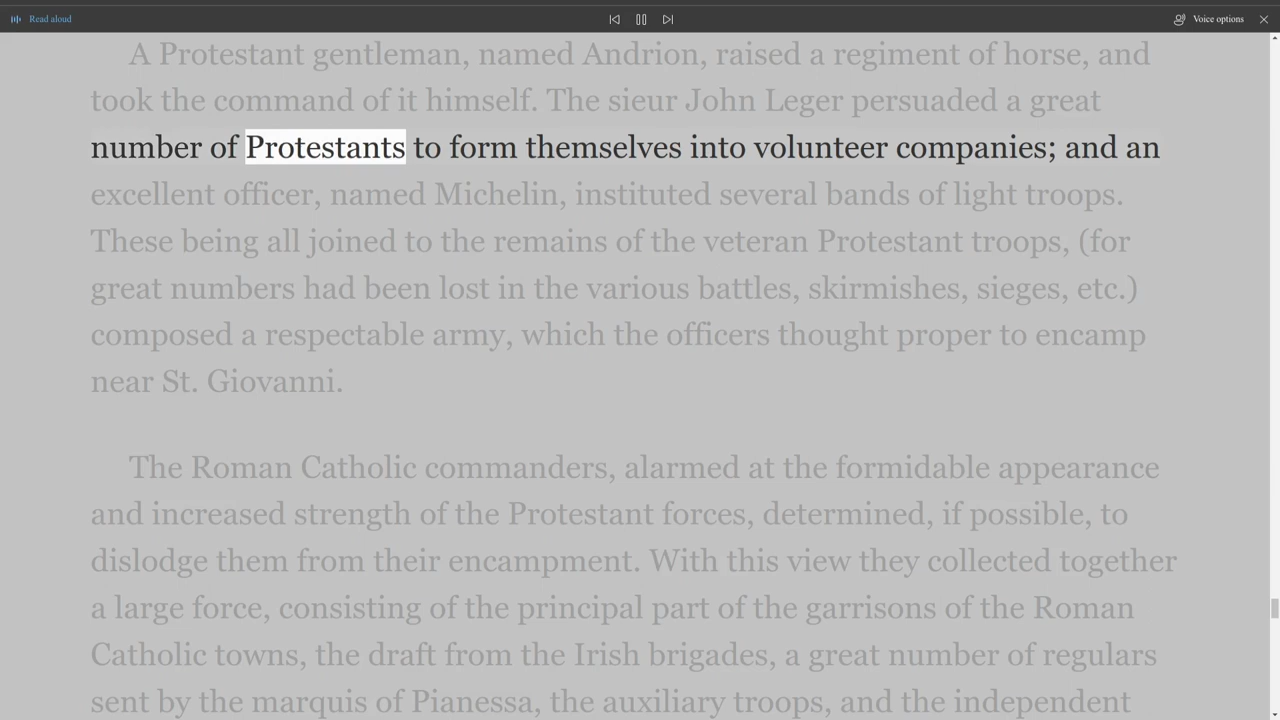 Read aloud
Voice options
A Protestant gentleman, named Andrion, raised a regiment of horse, and
took the command of it himself. The sieur John Leger persuaded a great
number of Protestants to form themselves into volunteer companies; and an
excellent officer, named Michelin, instituted several bands of light troops.
These being all joined to the remains of the veteran Protestant troops, (for
great numbers had been lost in the various battles, skirmishes, sieges, etc.)
composed a respectable army, which the officers thought proper to encamp
near St. Giovanni.
The Roman Catholic commanders, alarmed at the formidable appearance
and increased strength of the Protestant forces, determined, if possible, to
dislodge them from their encampment. With this view they collected together
a large force, consisting of the principal part of the garrisons of the Roman
Catholic towns, the draft from the Irish brigades, a great number of regulars
sent by the marquis of Pianessa, the auxiliary troops, and the independent